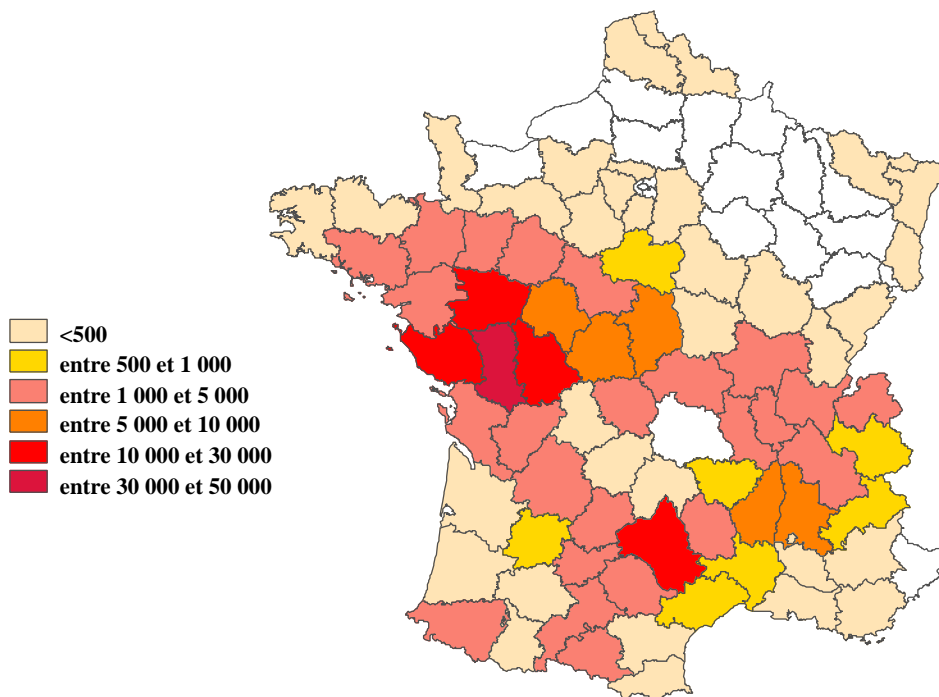 <500
entre 500 et 1 000
entre 1 000 et 5 000
entre 5 000 et 10 000
entre 10 000 et 30 000
entre 30 000 et 50 000